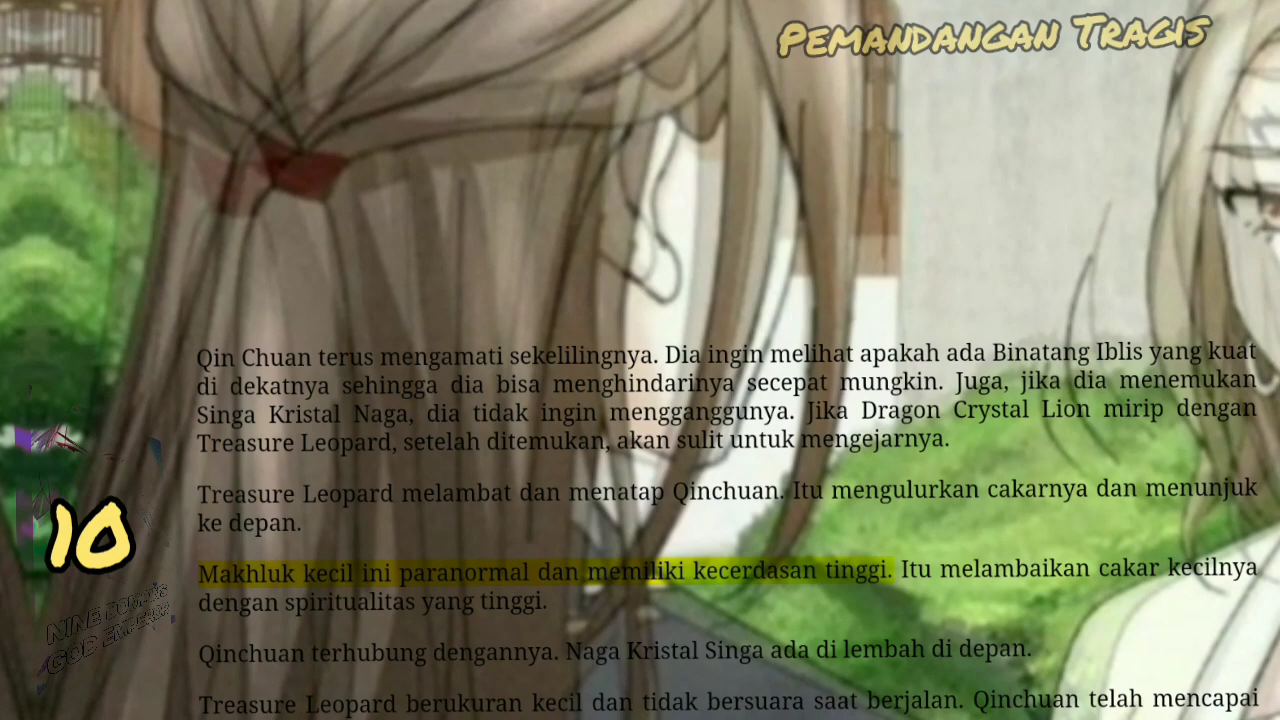 Pemandangan Tragis
Qin Chuan terus mengamati sekelilingnya. Dia ingin melihat apakah ada Binatang Iblis yang kuat
di dekatnya sehingga dia bisa menghindarinya secepat mungkin. Juga, jika dia menemukan
Singa Kristal Naga, dia tidak ingin mengganggunya. Jika Dragon Crystal Lion mirip dengan
Treasure Leopard, setelah ditemukan, akan sulit untuk mengejarnya.
Treasure Leopard melambat dan menatap Qinchuan. Itu mengulurkan cakarnya dan menunjuk
ke depan.
10
Makhluk kecil ini paranormal dan memiliki kecerdasan tinggi. Itu melambaikan cakar kecilnya
dengan spiritualitas yang tinggi.
NINE
GOD
Qinchuan terhubung dengannya. Naga Kristal Singa ada di lembah di depan.
Treasure Leopard berukuran kecil dan tidak bersuara saat berjalan. Qinchuan telah mencapai